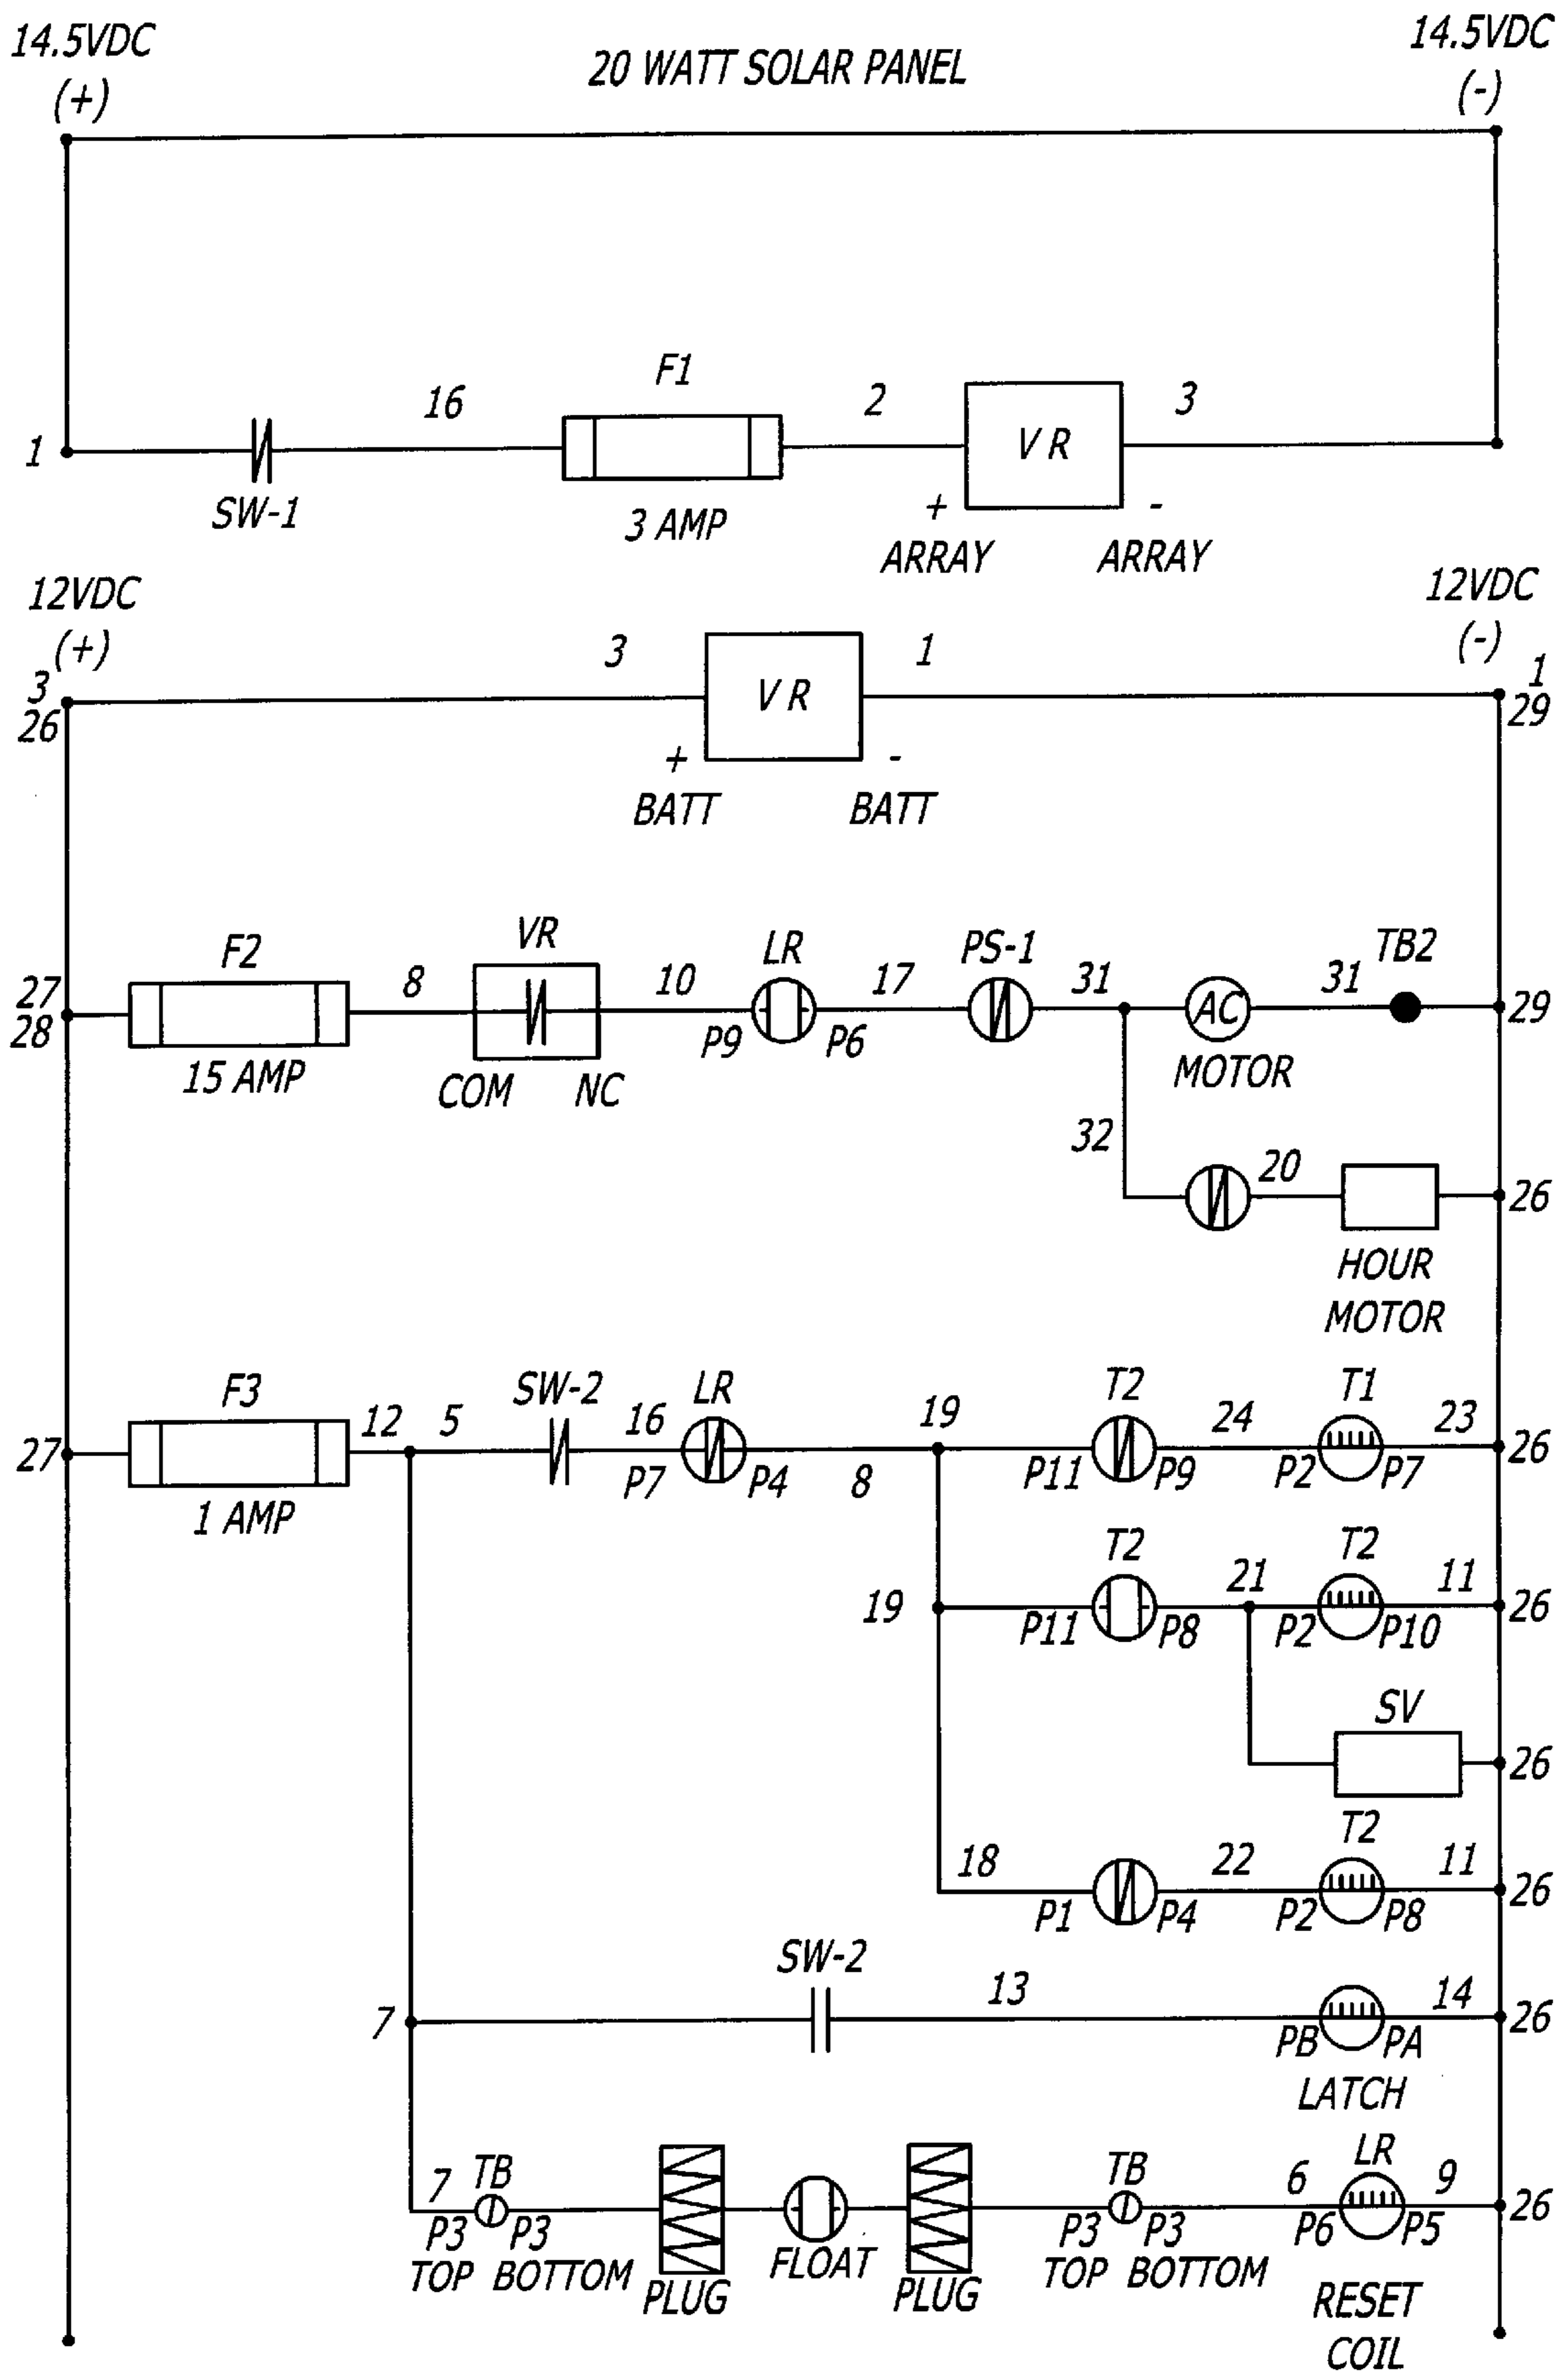 14.5VDC
(+)
20 WATT SOLAR PANEL
14.5VDC
(-)
F1
16
2
3
1
V R
SW-1
3 AMP
+
ARRAY
-
ARRAY
12VDC
(+)
12VDC
(-)
3
26
3
V R
1
1
29
+
BATT
-
BATT
F2
VR
LR
PS-1
TB2
27
28
8
10
17
31
AC
31
29
15 AMP
COM
NC
P9
P6
MOTOR
32
20
26
HOUR
MOTOR
F3
SW-2
LR
T2
T1
27
12
5
16
19
24
23
26
P7
P4
8
P11
P9
P2
P7
1 AMP
T2
T2
19
21
11
26
P11
P8
P2
P10
SV
26
T2
18
22
11
26
P1
P4
P2
P8
SW-2
7
13
14
26
PB
PA
LATCH
7
TB
TB
6
LR
9
26
P3
P3
P3
P3
P6
P5
TOP
BOTTOM
PLUG
FLOAT
PLUG
TOP
BOTTOM
RESET
COIL